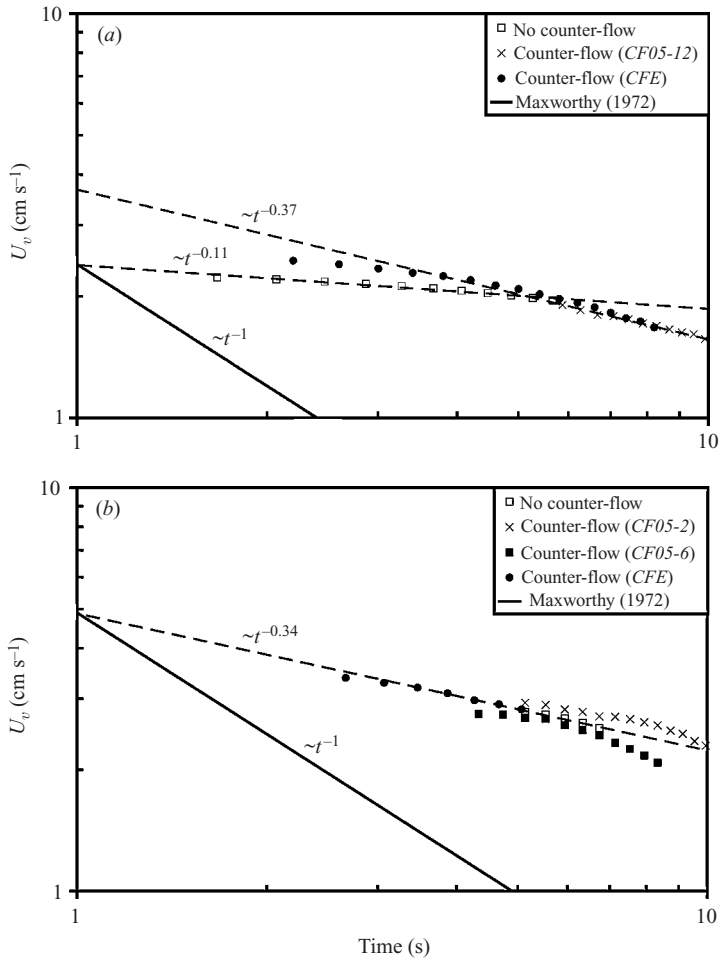 10
(a)
No counter-flow
Counter-flow (CF05-12)
Counter-flow (CFE)
Maxworthy (1972)
U_v (cm s⁻¹)
~t⁻⁰·³⁷
~t⁻⁰·¹¹
~t⁻¹
1
1
10
10
(b)
No counter-flow
Counter-flow (CF05-2)
Counter-flow (CF05-6)
Counter-flow (CFE)
Maxworthy (1972)
U_v (cm s⁻¹)
~t⁻⁰·³⁴
~t⁻¹
1
1
10
Time (s)